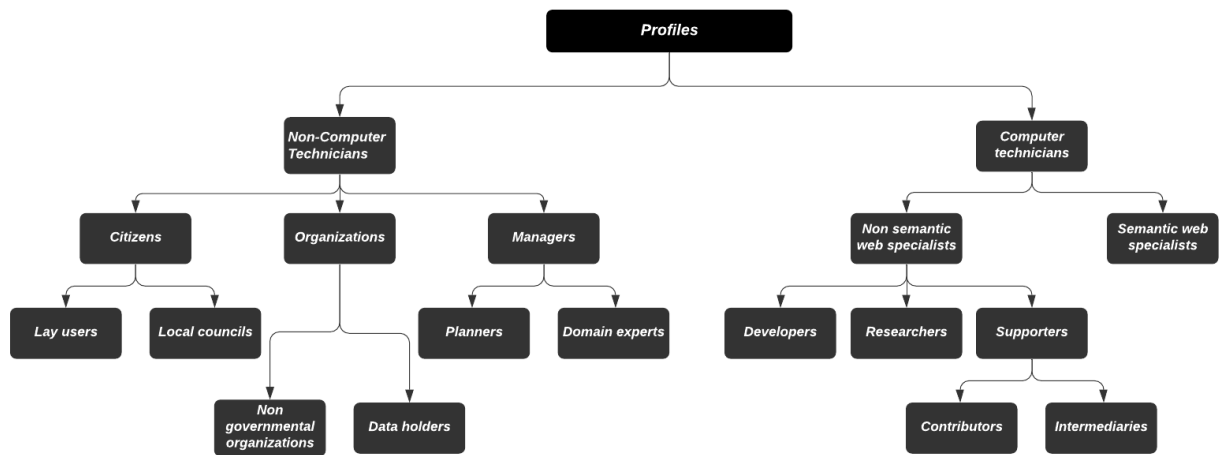 Profiles
Non-Computer
Technicians
Computer
technicians
Citizens
Organizations
Managers
Non semantic
web specialists
Semantic web
specialists
Lay users
Local councils
Planners
Domain experts
Developers
Researchers
Supporters
Non
governmental
organizations
Data holders
Contributors
Intermediaries